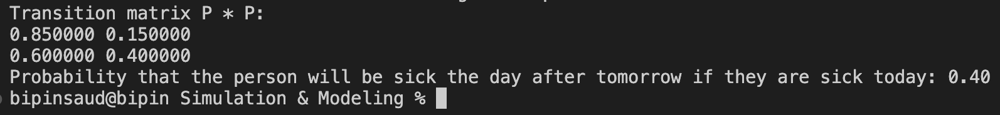 Transition matrix P * P:
0.850000 0.150000
0.600000 0.400000
Probability that the person will be sick the day after tomorrow if they are sick today: 0.40
bipinsaud@bipin Simulation & Modeling %